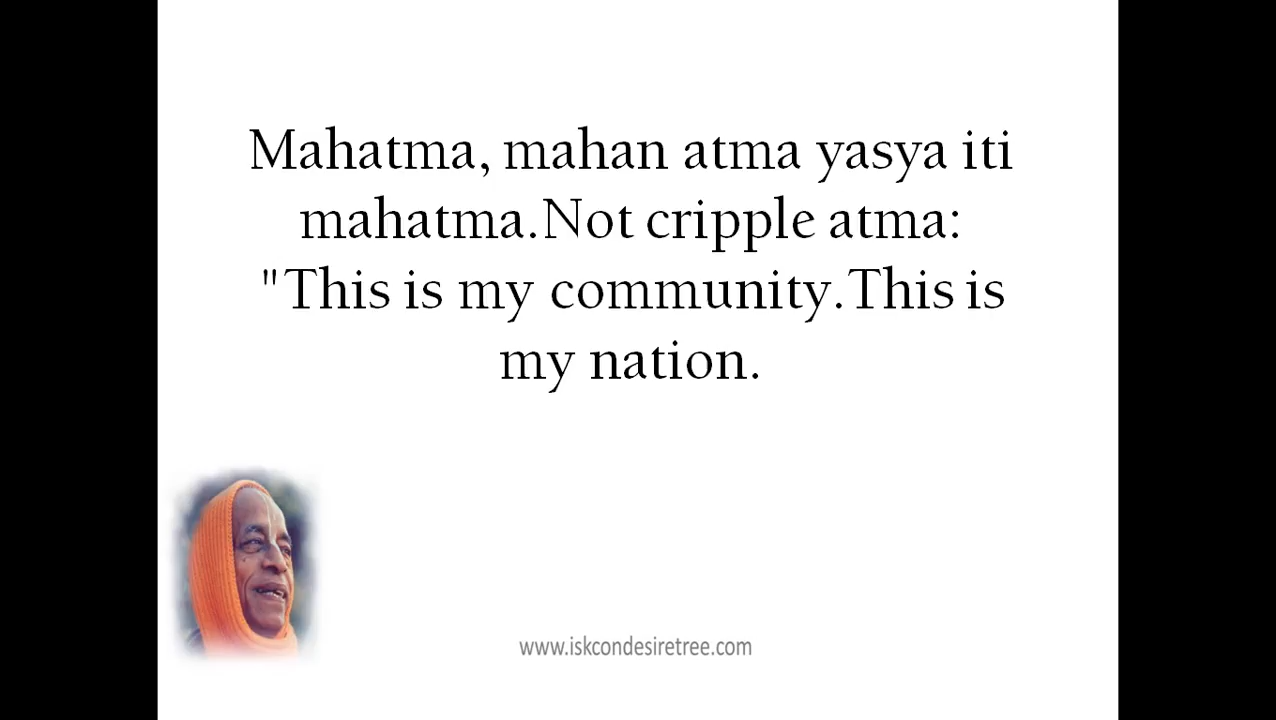 Mahatma, mahan atma yasya iti
mahatma.Not cripple atma:
"This is my community.This is
my nation.
www.iskcondesiretree.com